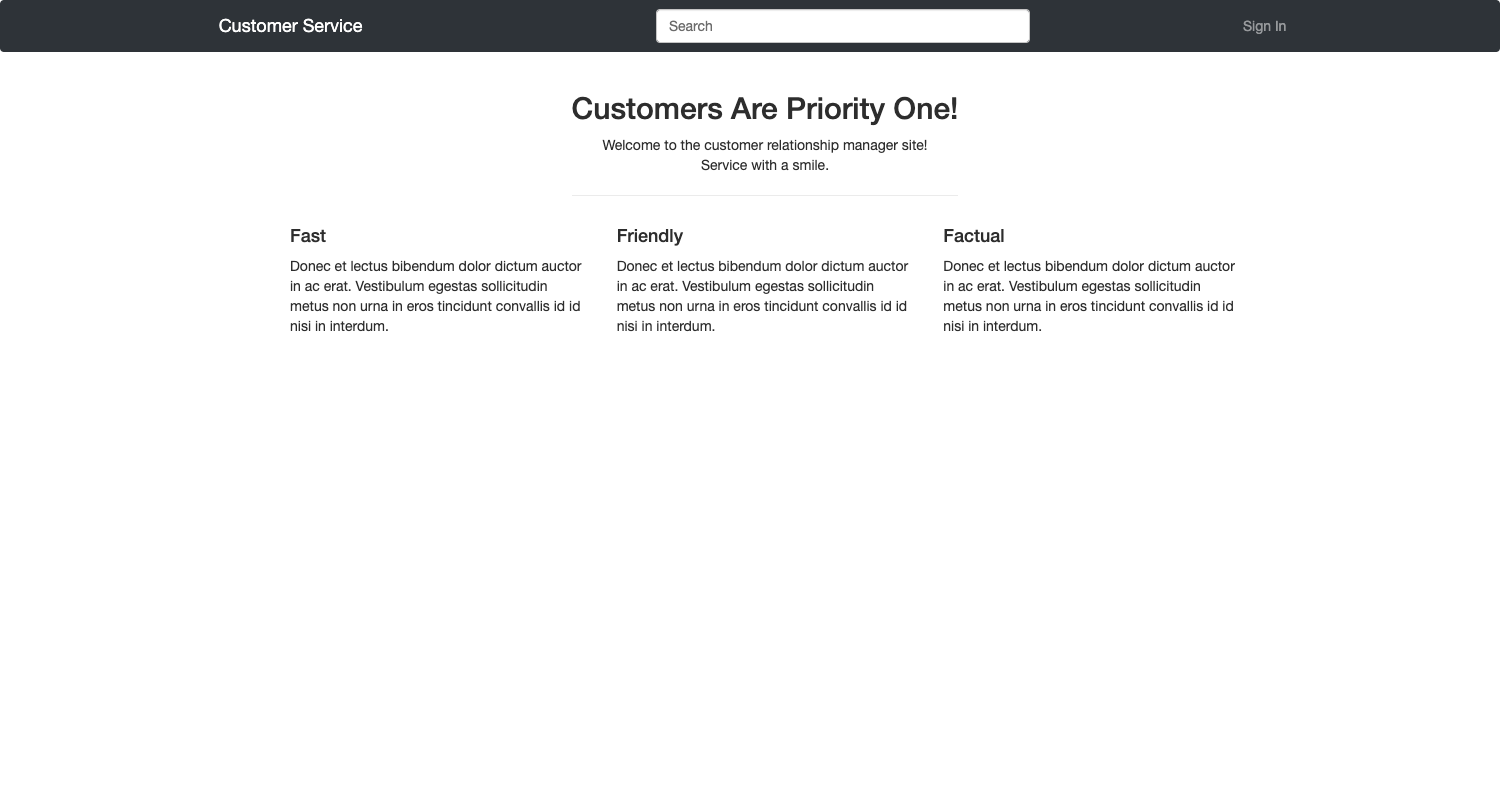 Customer Service
Search
Sign In
Customers Are Priority One!
Welcome to the customer relationship manager site!
Service with a smile.
Fast
Donec et lectus bibendum dolor dictum auctor
in ac erat. Vestibulum egestas sollicitudin
metus non urna in eros tincidunt convallis id id
nisi in interdum.
Friendly
Donec et lectus bibendum dolor dictum auctor
in ac erat. Vestibulum egestas sollicitudin
metus non urna in eros tincidunt convallis id id
nisi in interdum.
Factual
Donec et lectus bibendum dolor dictum auctor
in ac erat. Vestibulum egestas sollicitudin
metus non urna in eros tincidunt convallis id id
nisi in interdum.